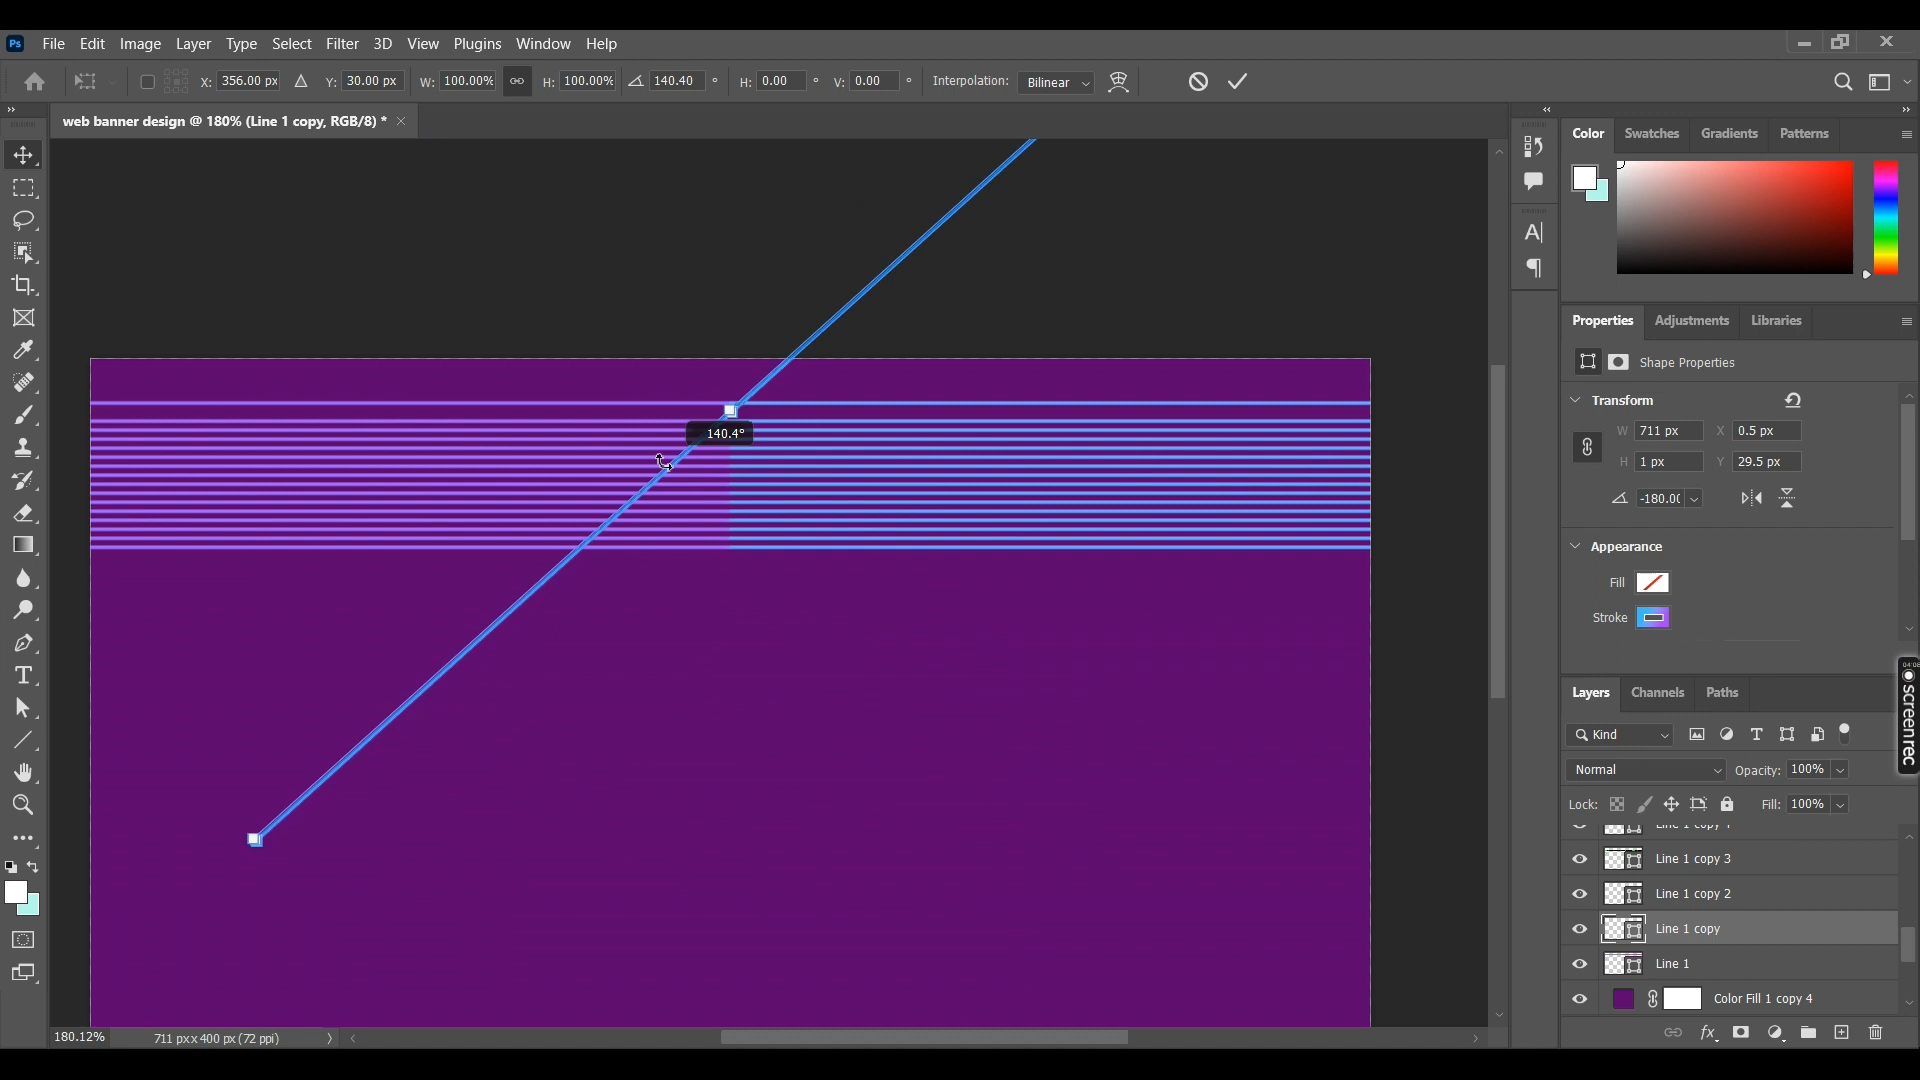 Ps File Edit Image Layer Type Select Filter 3D View Plugins Window Help
X: 356.00 px Y: 30.00 px W: 100.00% H: 100.00% 140.40 ° H: 0.00 ° V: 0.00 ° Interpolation: Bilinear
web banner design @ 180% (Line 1 copy, RGB/8) *
Color Swatches Gradients Patterns
Properties Adjustments Libraries
Shape Properties
Transform
W 711 px X 0.5 px
H 1 px Y 29.5 px
-180.0(
140.4°
Appearance
Fill
Stroke
04:06
screenrec
Layers Channels Paths
Kind
Normal Opacity: 100%
Lock: Fill: 100%
Line 1 copy 3
Line 1 copy 2
Line 1 copy
Line 1
Color Fill 1 copy 4
180.12% 711 px x 400 px (72 ppi)